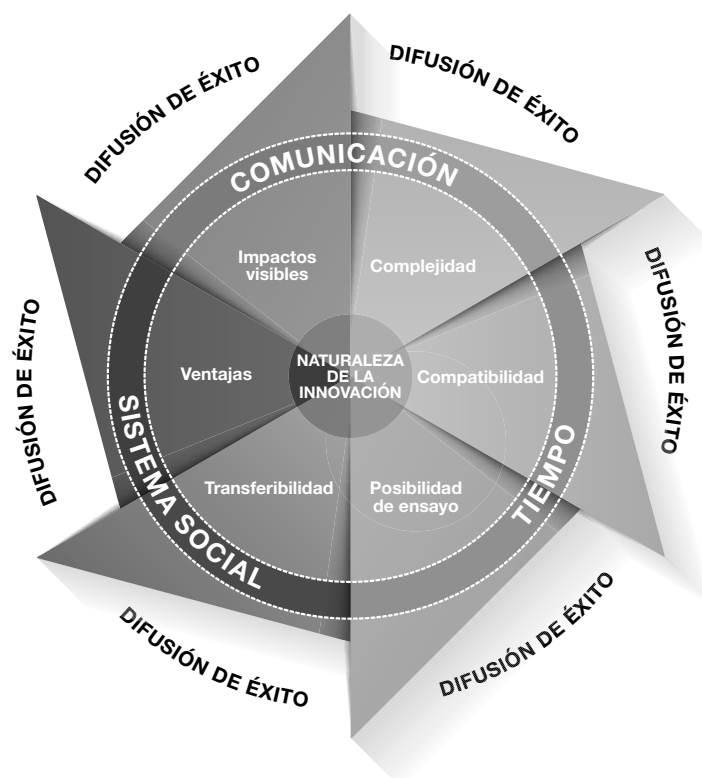 DIFUSIÓN DE ÉXITO
DIFUSIÓN DE ÉXITO
COMUNICACIÓN
Impactos
visibles
Complejidad
DIFUSIÓN DE ÉXITO
DIFUSIÓN DE ÉXITO
Ventajas
NATURALEZA
DE LA
INNOVACIÓN
Compatibilidad
SISTEMA SOCIAL
TIEMPO
Transferibilidad
Posibilidad
de ensayo
DIFUSIÓN DE ÉXITO
DIFUSIÓN DE ÉXITO